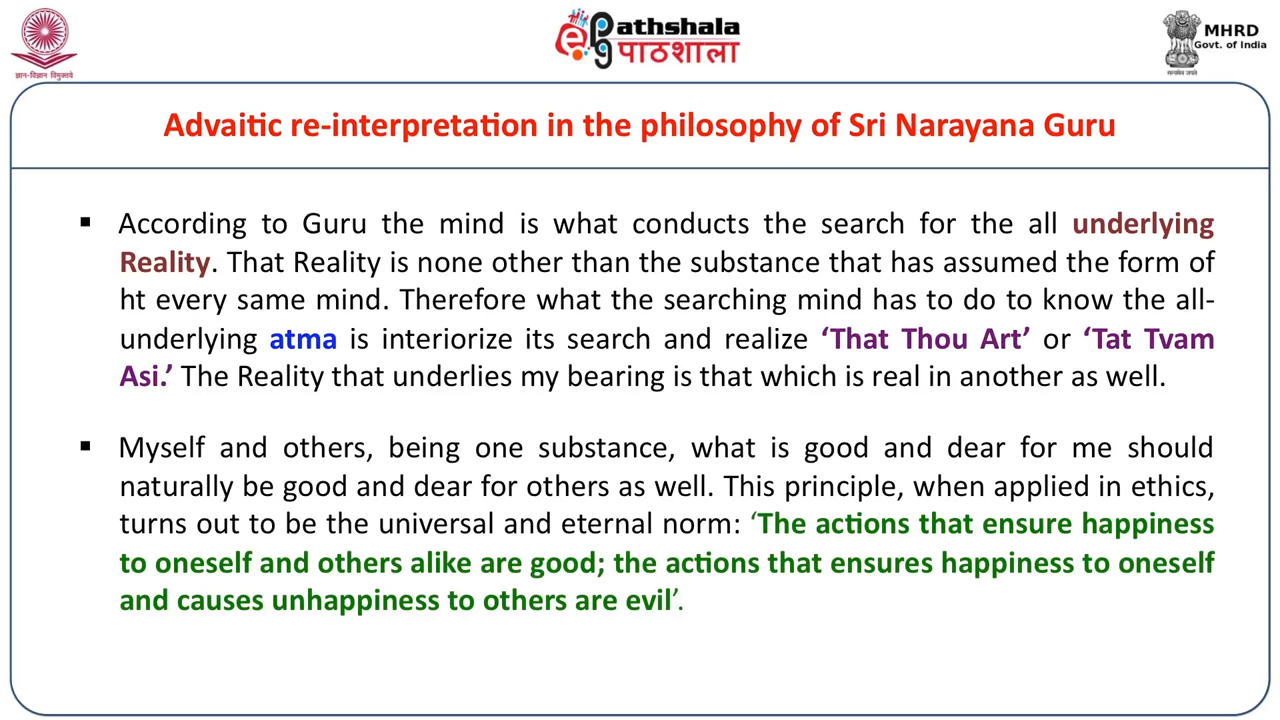 ज्ञान-विज्ञान विमुक्तये
ePathshala
पाठशाला
MHRD
Govt. of India
सत्यमेव जयते
Advaitic re-interpretation in the philosophy of Sri Narayana Guru
▪ According to Guru the mind is what conducts the search for the all underlying
Reality. That Reality is none other than the substance that has assumed the form of
ht every same mind. Therefore what the searching mind has to do to know the all-
underlying atma is interiorize its search and realize ‘That Thou Art’ or ‘Tat Tvam
Asi.’ The Reality that underlies my bearing is that which is real in another as well.
▪ Myself and others, being one substance, what is good and dear for me should
naturally be good and dear for others as well. This principle, when applied in ethics,
turns out to be the universal and eternal norm: ‘The actions that ensure happiness
to oneself and others alike are good; the actions that ensures happiness to oneself
and causes unhappiness to others are evil’.